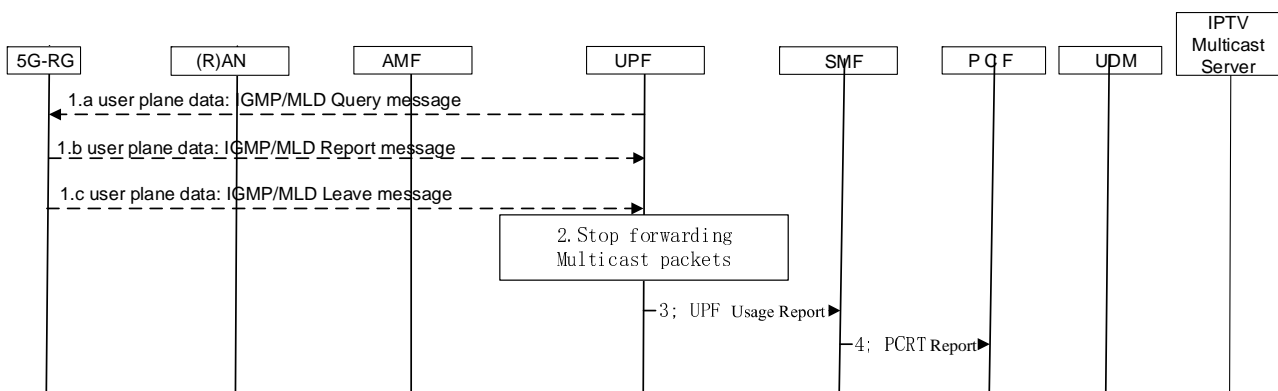 IPTV
Multicast
Server
5G-RG
(R)AN
AMF
UPF
SMF
P C F
UDM
1.a user plane data: IGMP/MLD Query message
1.b user plane data: IGMP/MLD Report message
1.c user plane data: IGMP/MLD Leave message
2.Stop forwarding
Multicast packets
3; UPF Usage Report
4; PCRT Report